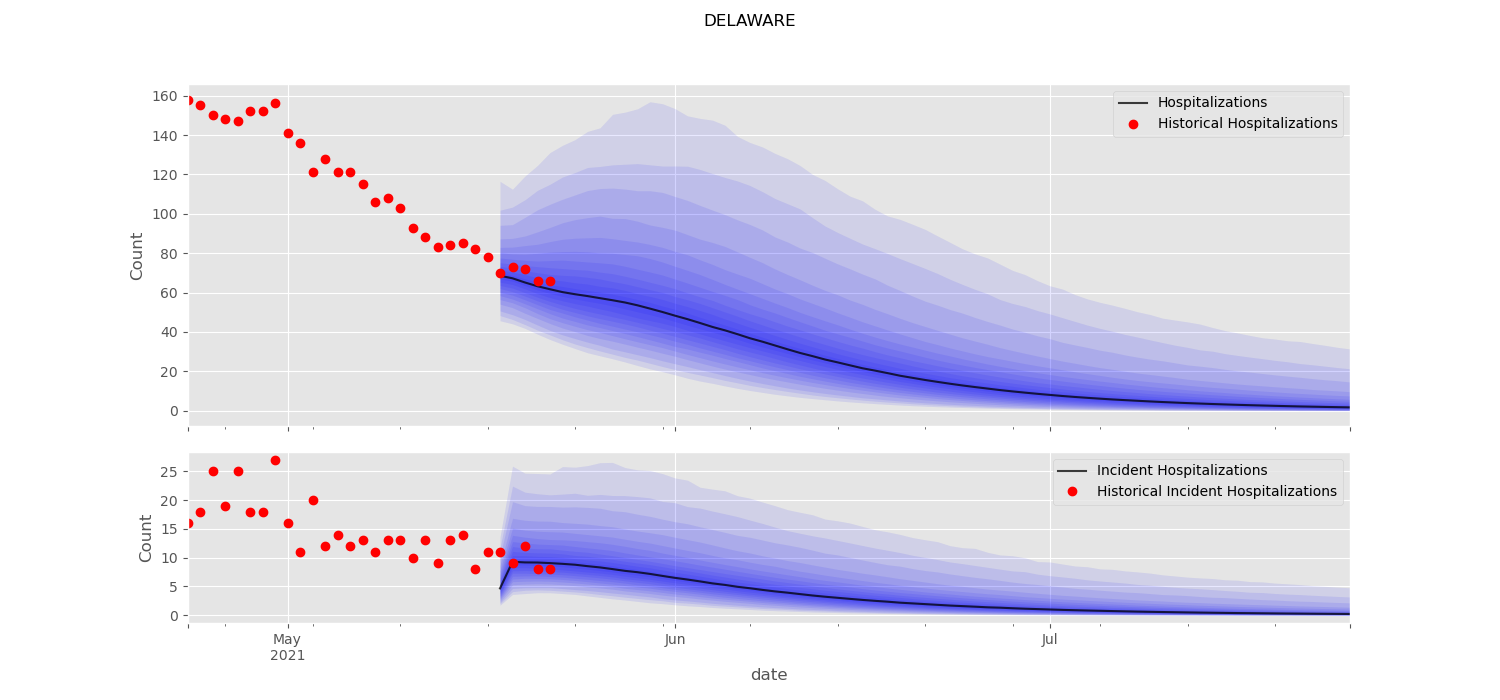 DELAWARE
160
140
120
100
80
60
40
20
0
Count
Hospitalizations
Historical Hospitalizations
25
20
15
10
5
0
Count
Incident Hospitalizations
Historical Incident Hospitalizations
May
2021
Jun
Jul
date